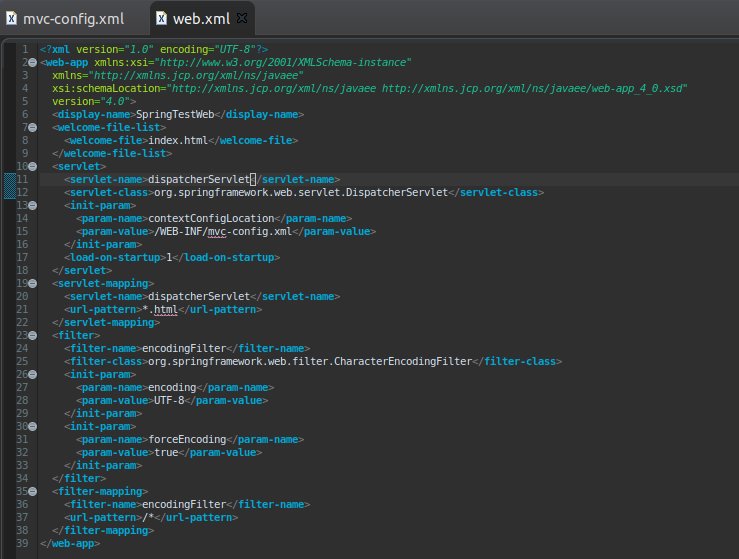 mvc-config.xml
web.xml
1 <?xml version="1.0" encoding="UTF-8"?>
2 <web-app xmlns:xsi="http://www.w3.org/2001/XMLSchema-instance"
3 xmlns="http://xmlns.jcp.org/xml/ns/javaee"
4 xsi:schemaLocation="http://xmlns.jcp.org/xml/ns/javaee http://xmlns.jcp.org/xml/ns/javaee/web-app_4_0.xsd"
5 version="4.0">
6 <display-name>SpringTestWeb</display-name>
7 <welcome-file-list>
8 <welcome-file>index.html</welcome-file>
9 </welcome-file-list>
10 <servlet>
11 <servlet-name>dispatcherServlet</servlet-name>
12 <servlet-class>org.springframework.web.servlet.DispatcherServlet</servlet-class>
13 <init-param>
14 <param-name>contextConfigLocation</param-name>
15 <param-value>/WEB-INF/mvc-config.xml</param-value>
16 </init-param>
17 <load-on-startup>1</load-on-startup>
18 </servlet>
19 <servlet-mapping>
20 <servlet-name>dispatcherServlet</servlet-name>
21 <url-pattern>*.html</url-pattern>
22 </servlet-mapping>
23 <filter>
24 <filter-name>encodingFilter</filter-name>
25 <filter-class>org.springframework.web.filter.CharacterEncodingFilter</filter-class>
26 <init-param>
27 <param-name>encoding</param-name>
28 <param-value>UTF-8</param-value>
29 </init-param>
30 <init-param>
31 <param-name>forceEncoding</param-name>
32 <param-value>true</param-value>
33 </init-param>
34 </filter>
35 <filter-mapping>
36 <filter-name>encodingFilter</filter-name>
37 <url-pattern>/*</url-pattern>
38 </filter-mapping>
39 </web-app>